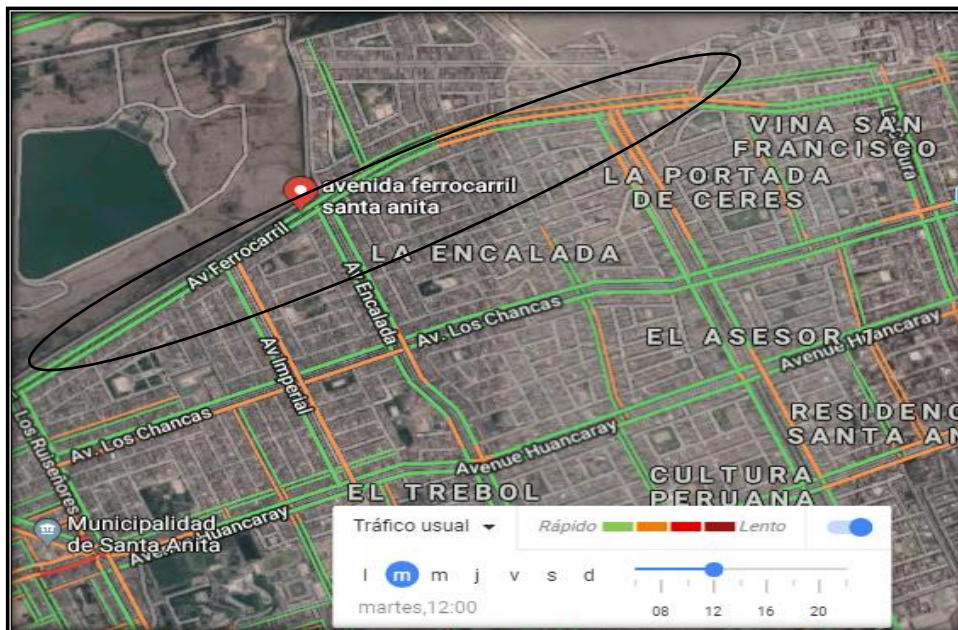 VINA SAN
FRANCISCO
LA PORTADA
DE CERES
avenida ferrocarril
santa anita
Av. Ferrocarril
LA ENCALADA
Av. Encalada
Av. Los Chancas
EL ASESOR
Avenue Huancaray
Av. Imperial
Av. Los Chancas
Los Ruiseñores
RESIDENC
SANTA AN
Avenue Huancaray
CULTURA
PERUANA
EL TREBOL
Municipalidad
de Santa Anita
Huancaray
Tráfico usual
Rápido
Lento
l m m j v s d
martes,12:00
08 12 16 20